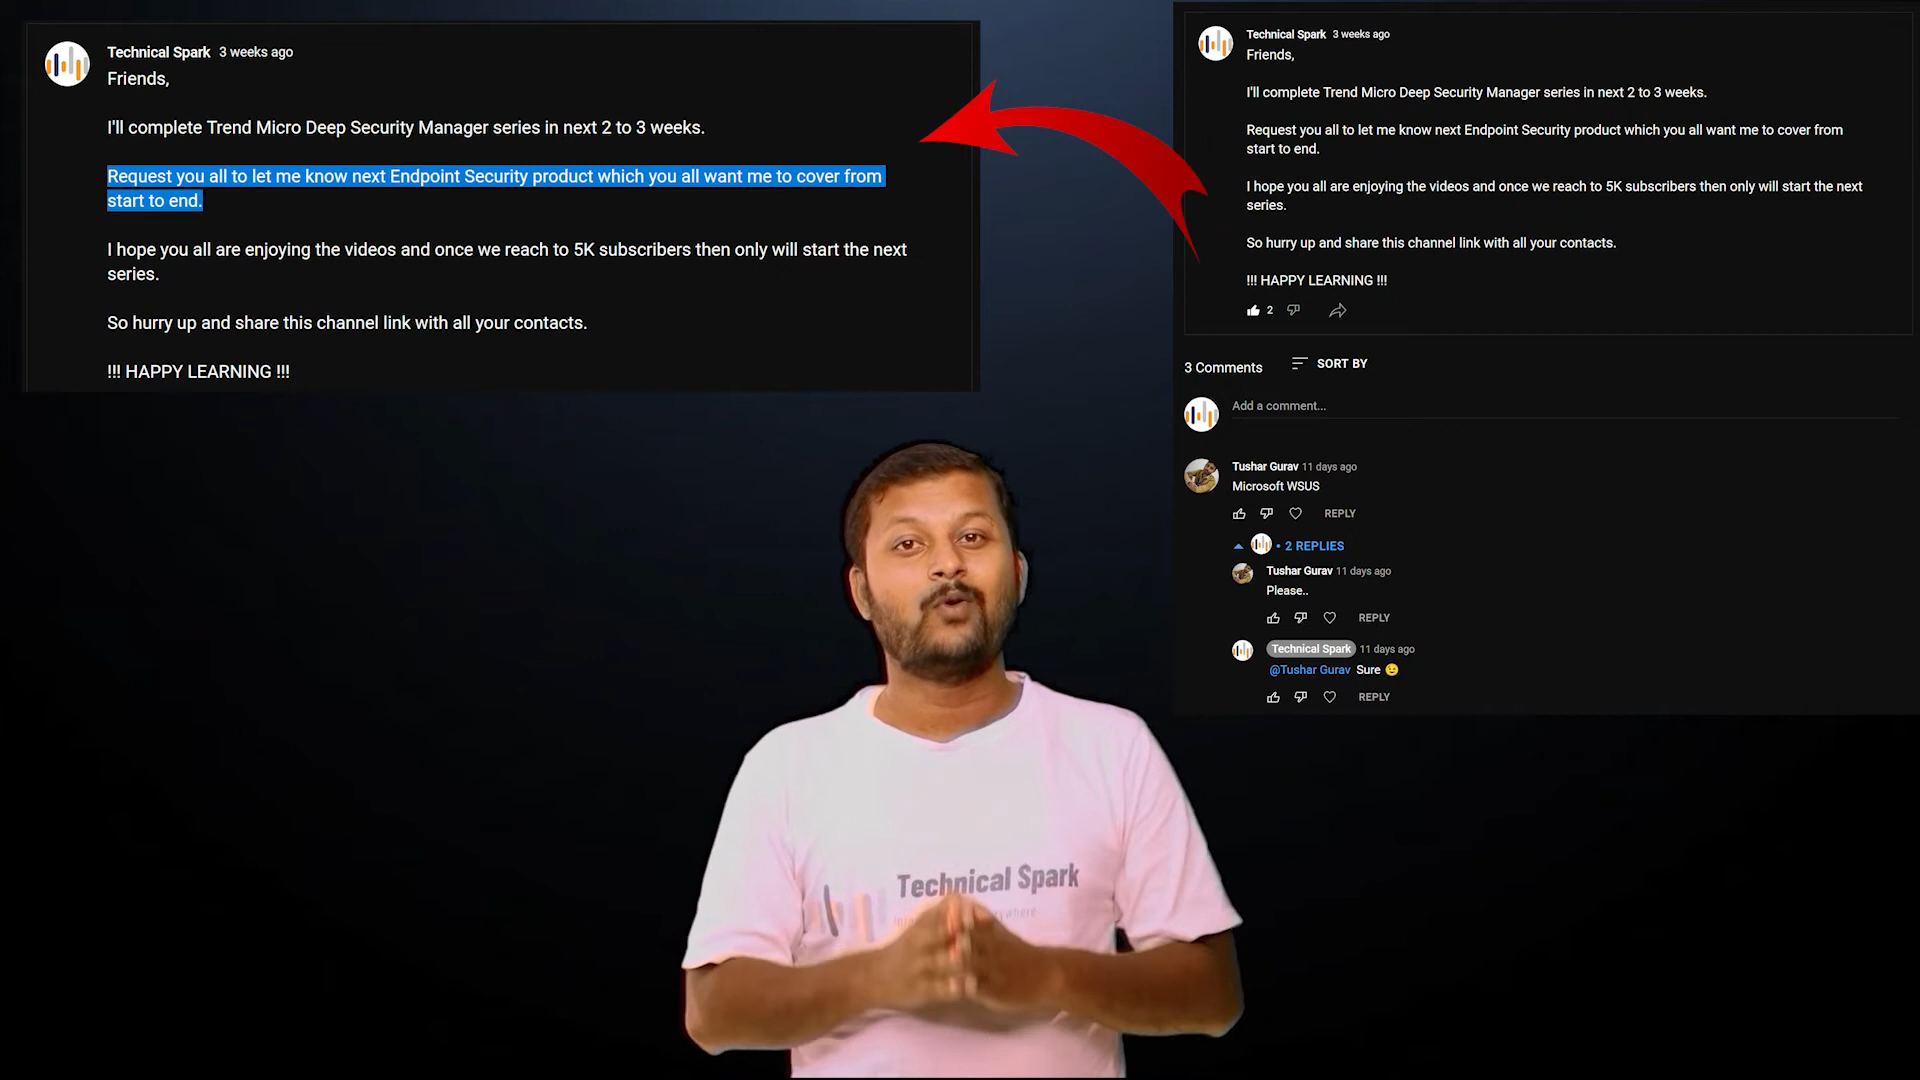 Technical Spark 3 weeks ago
Friends,
I'll complete Trend Micro Deep Security Manager series in next 2 to 3 weeks.
Request you all to let me know next Endpoint Security product which you all want me to cover from
start to end.
I hope you all are enjoying the videos and once we reach to 5K subscribers then only will start the next
series.
So hurry up and share this channel link with all your contacts.
!!! HAPPY LEARNING !!!
Technical Spark 3 weeks ago
Friends,
I'll complete Trend Micro Deep Security Manager series in next 2 to 3 weeks.
Request you all to let me know next Endpoint Security product which you all want me to cover from
start to end.
I hope you all are enjoying the videos and once we reach to 5K subscribers then only will start the next
series.
So hurry up and share this channel link with all your contacts.
!!! HAPPY LEARNING !!!
2
3 Comments SORT BY
Add a comment...
Tushar Gurav 11 days ago
Microsoft WSUS
REPLY
• 2 REPLIES
Tushar Gurav 11 days ago
Please..
REPLY
Technical Spark 11 days ago
@Tushar Gurav Sure 😉
REPLY
Technical Spark